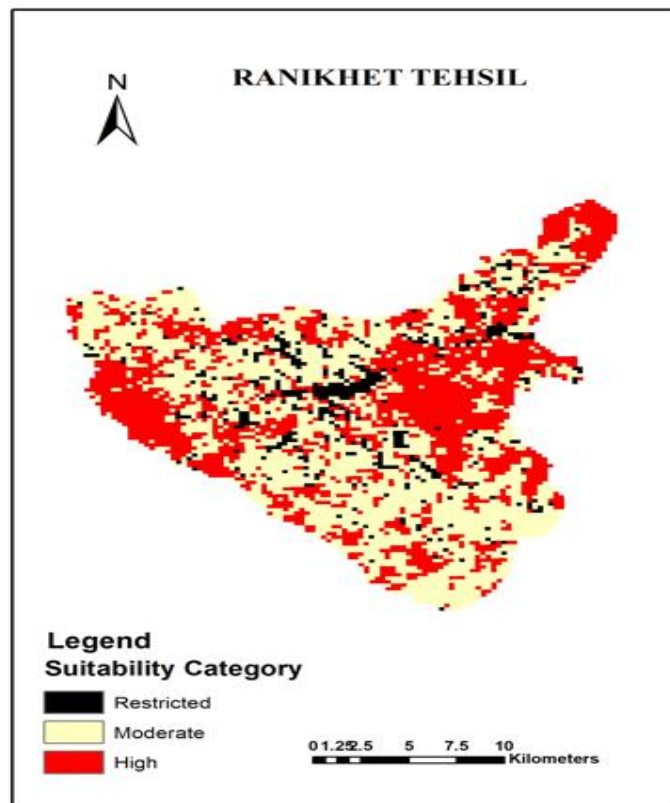 N
RANIKHET TEHSIL
Legend
Suitability Category
Restricted
Moderate
High
0 1.25 2.5 5 7.5 10
Kilometers